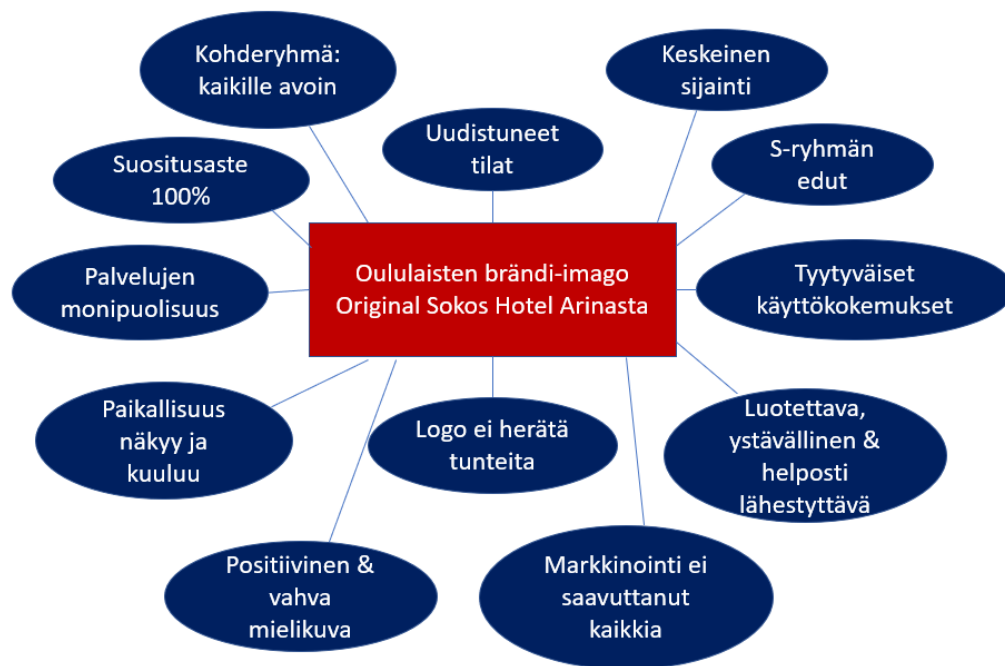 Kohderyhmä:
kaikille avoin
Keskeinen
sijainti
Uudistuneet
tilat
Suositusaste
100%
S-ryhmän
edut
Palvelujen
monipuolisuus
Oululaisten brändi-imago
Original Sokos Hotel Arinasta
Tyytyväiset
käyttökokemukset
Paikallisuus
näkyy ja
kuuluu
Logo ei herätä
tunteita
Luotettava,
ystävällinen &
helposti
lähestyttävä
Positiivinen &
vahva
mielikuva
Markkinointi ei
saavuttanut
kaikkia